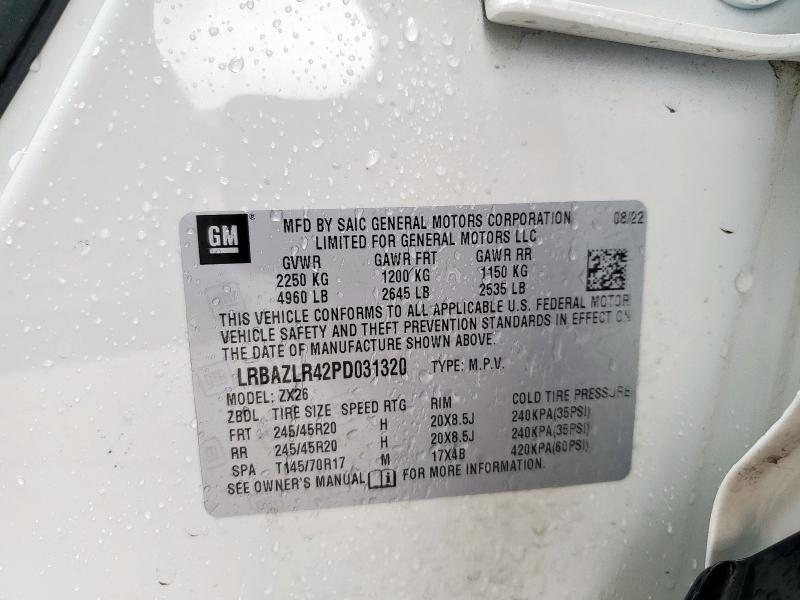 GM ® MFD BY SAIC GENERAL MOTORS CORPORATION 08/22
LIMITED FOR GENERAL MOTORS LLC
GVWR GAWR FRT GAWR RR
2250 KG 1200 KG 1150 KG
4960 LB 2645 LB 2535 LB
THIS VEHICLE CONFORMS TO ALL APPLICABLE U.S. FEDERAL MOTOR
VEHICLE SAFETY AND THEFT PREVENTION STANDARDS IN EFFECT ON
THE DATE OF MANUFACTURE SHOWN ABOVE.
LRBAZLR42PD031320 TYPE: M.P.V.
MODEL: ZX26
ZBDL TIRE SIZE SPEED RTG RIM COLD TIRE PRESSURE
FRT 245/45R20 H 20X8.5J 240KPA(35PSI)
RR 245/45R20 H 20X8.5J 240KPA(35PSI)
SPA T145/70R17 M 17X4B 420KPA(60PSI)
SEE OWNER'S MANUAL FOR MORE INFORMATION.